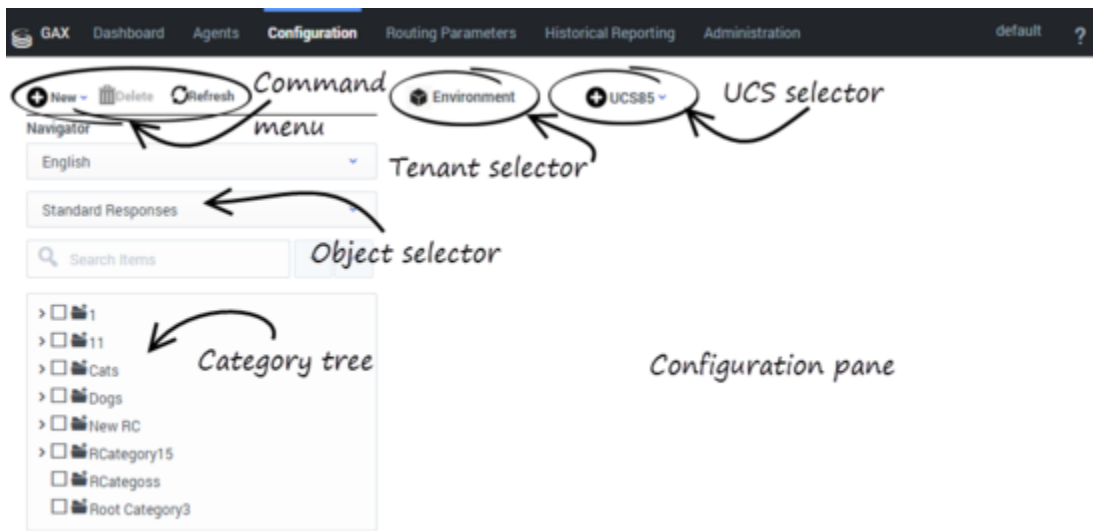 GAX Dashboard Agents Configuration Routing Parameters Historical Reporting Administration default ?
New Delete Refresh Command menu Environment UCS85 UCS selector
Navigator
English
Tenant selector
Standard Responses
Search Items
Object selector
1
11
Cats
Category tree
Configuration pane
Dogs
New RC
RCategory15
RCategoss
Root Category3